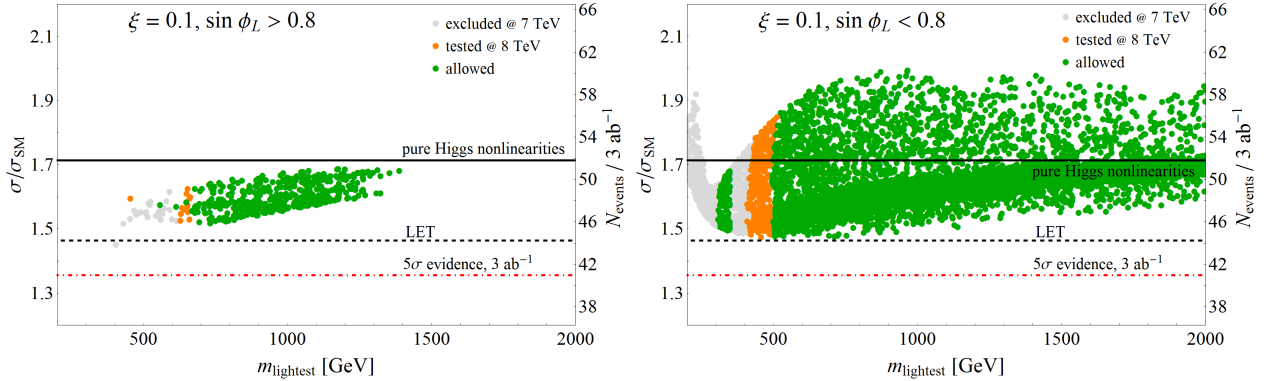 ξ = 0.1, sin ϕ_L > 0.8
excluded @ 7 TeV
tested @ 8 TeV
allowed
pure Higgs nonlinearities
LET
5σ evidence, 3 ab⁻¹
σ/σ_SM
2.1
1.9
1.7
1.5
1.3
N_events / 3 ab⁻¹
66
62
58
54
50
46
42
38
500
1000
1500
2000
m_lightest [GeV]
ξ = 0.1, sin ϕ_L < 0.8
excluded @ 7 TeV
tested @ 8 TeV
allowed
pure Higgs nonlinearities
LET
5σ evidence, 3 ab⁻¹
σ/σ_SM
2.1
1.9
1.7
1.5
1.3
N_events / 3 ab⁻¹
66
62
58
54
50
46
42
38
500
1000
1500
2000
m_lightest [GeV]